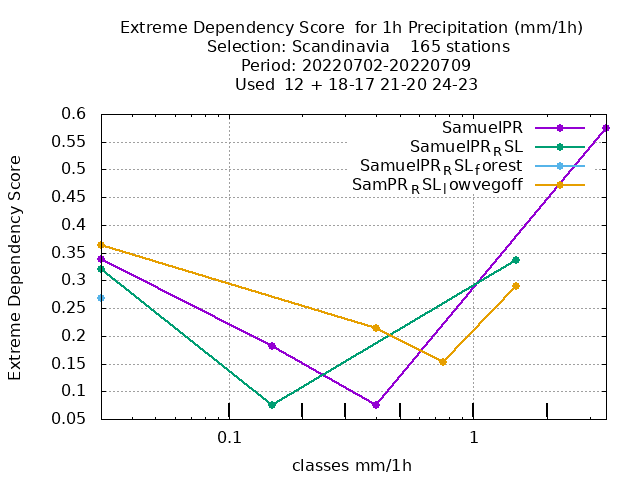 Extreme Dependency Score  for 1h Precipitation (mm/1h)
Selection: Scandinavia    165 stations
Period: 20220702-20220709
Used  12 + 18-17 21-20 24-23
Extreme Dependency Score
0.6
0.55
0.5
0.45
0.4
0.35
0.3
0.25
0.2
0.15
0.1
0.05
SamuelPR
SamuelPR_RSL
SamuelPR_RSL_forest
SamPR_RSL_lowvegoff
0.1
1
classes mm/1h